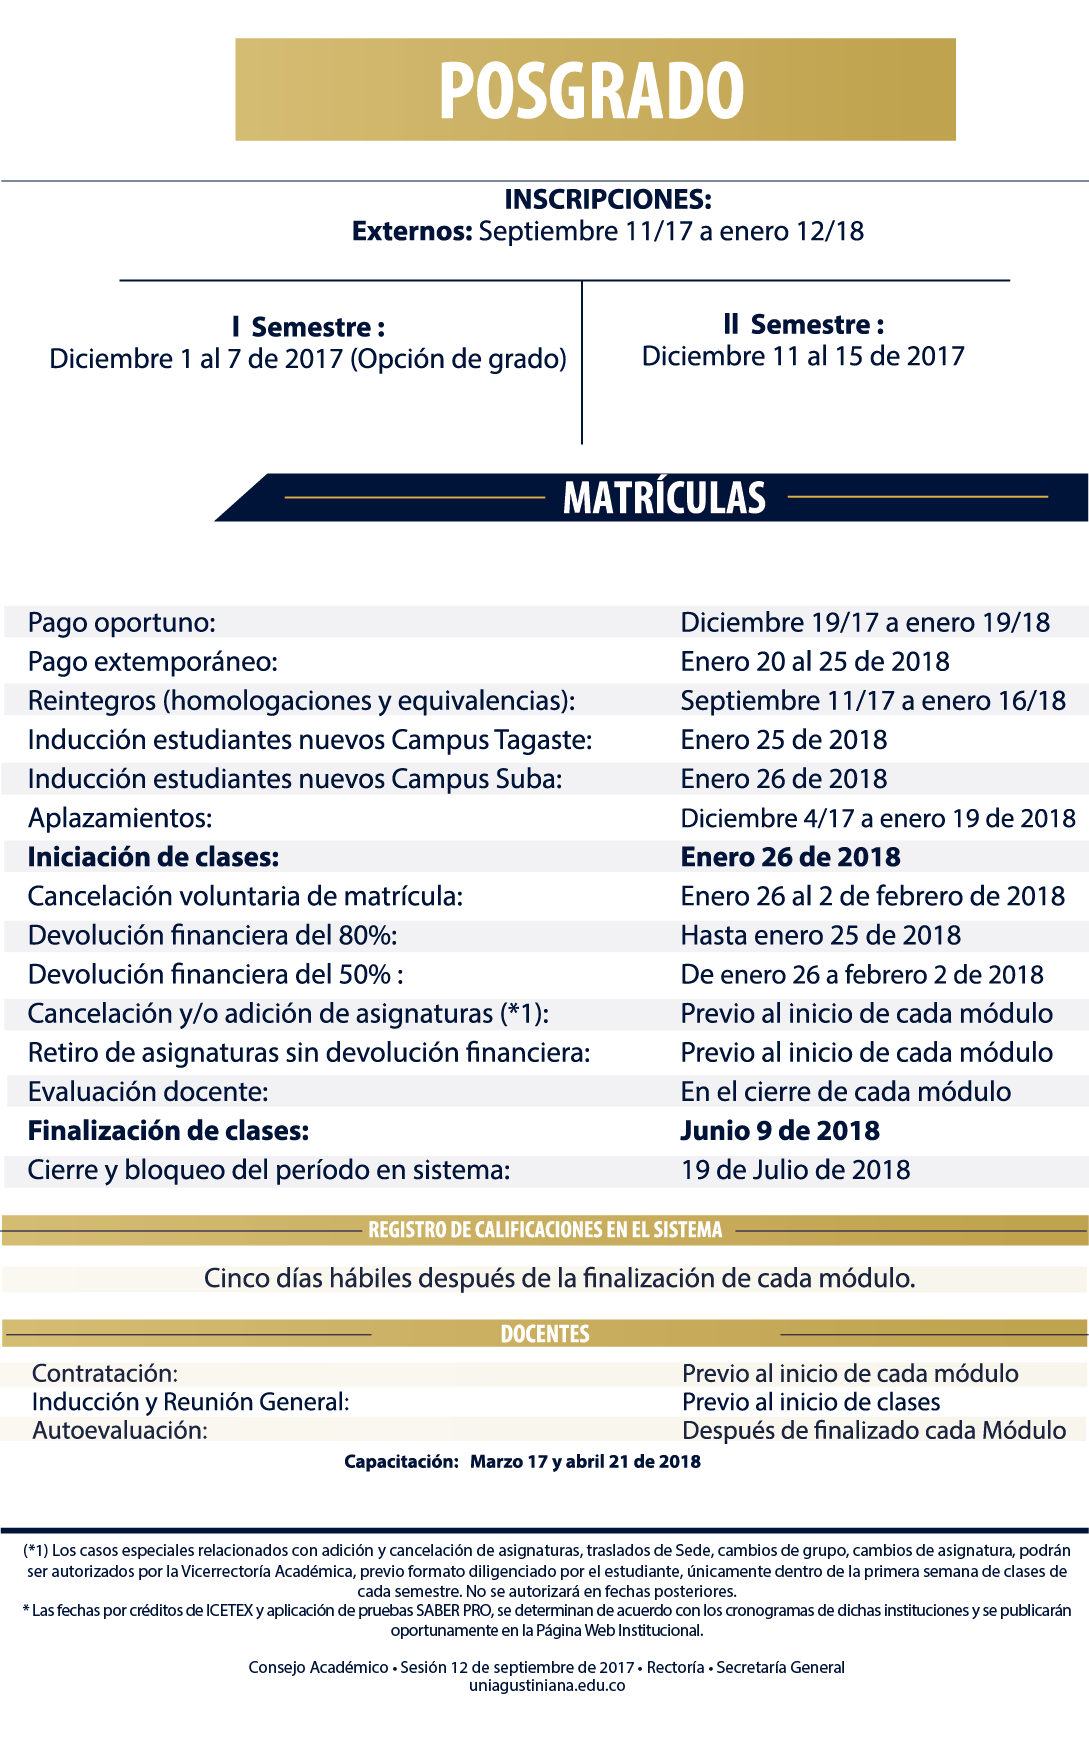 POSGRADO
INSCRIPCIONES:
Externos: Septiembre 11/17 a enero 12/18
I Semestre :
Diciembre 1 al 7 de 2017 (Opción de grado)
II Semestre :
Diciembre 11 al 15 de 2017
MATRÍCULAS
Pago oportuno: Diciembre 19/17 a enero 19/18
Pago extemporáneo: Enero 20 al 25 de 2018
Reintegros (homologaciones y equivalencias): Septiembre 11/17 a enero 16/18
Inducción estudiantes nuevos Campus Tagaste: Enero 25 de 2018
Inducción estudiantes nuevos Campus Suba: Enero 26 de 2018
Aplazamientos: Diciembre 4/17 a enero 19 de 2018
Iniciación de clases: Enero 26 de 2018
Cancelación voluntaria de matrícula: Enero 26 al 2 de febrero de 2018
Devolución financiera del 80%: Hasta enero 25 de 2018
Devolución financiera del 50% : De enero 26 a febrero 2 de 2018
Cancelación y/o adición de asignaturas (*1): Previo al inicio de cada módulo
Retiro de asignaturas sin devolución financiera: Previo al inicio de cada módulo
Evaluación docente: En el cierre de cada módulo
Finalización de clases: Junio 9 de 2018
Cierre y bloqueo del período en sistema: 19 de Julio de 2018
REGISTRO DE CALIFICACIONES EN EL SISTEMA
Cinco días hábiles después de la finalización de cada módulo.
DOCENTES
Contratación: Previo al inicio de cada módulo
Inducción y Reunión General: Previo al inicio de clases
Autoevaluación: Después de finalizado cada Módulo
Capacitación: Marzo 17 y abril 21 de 2018
(*1) Los casos especiales relacionados con adición y cancelación de asignaturas, traslados de Sede, cambios de grupo, cambios de asignatura, podrán
ser autorizados por la Vicerrectoría Académica, previo formato diligenciado por el estudiante, únicamente dentro de la primera semana de clases de
cada semestre. No se autorizará en fechas posteriores.
* Las fechas por créditos de ICETEX y aplicación de pruebas SABER PRO, se determinan de acuerdo con los cronogramas de dichas instituciones y se publicarán
oportunamente en la Página Web Institucional.
Consejo Académico • Sesión 12 de septiembre de 2017 • Rectoría • Secretaría General
uniagustiniana.edu.co